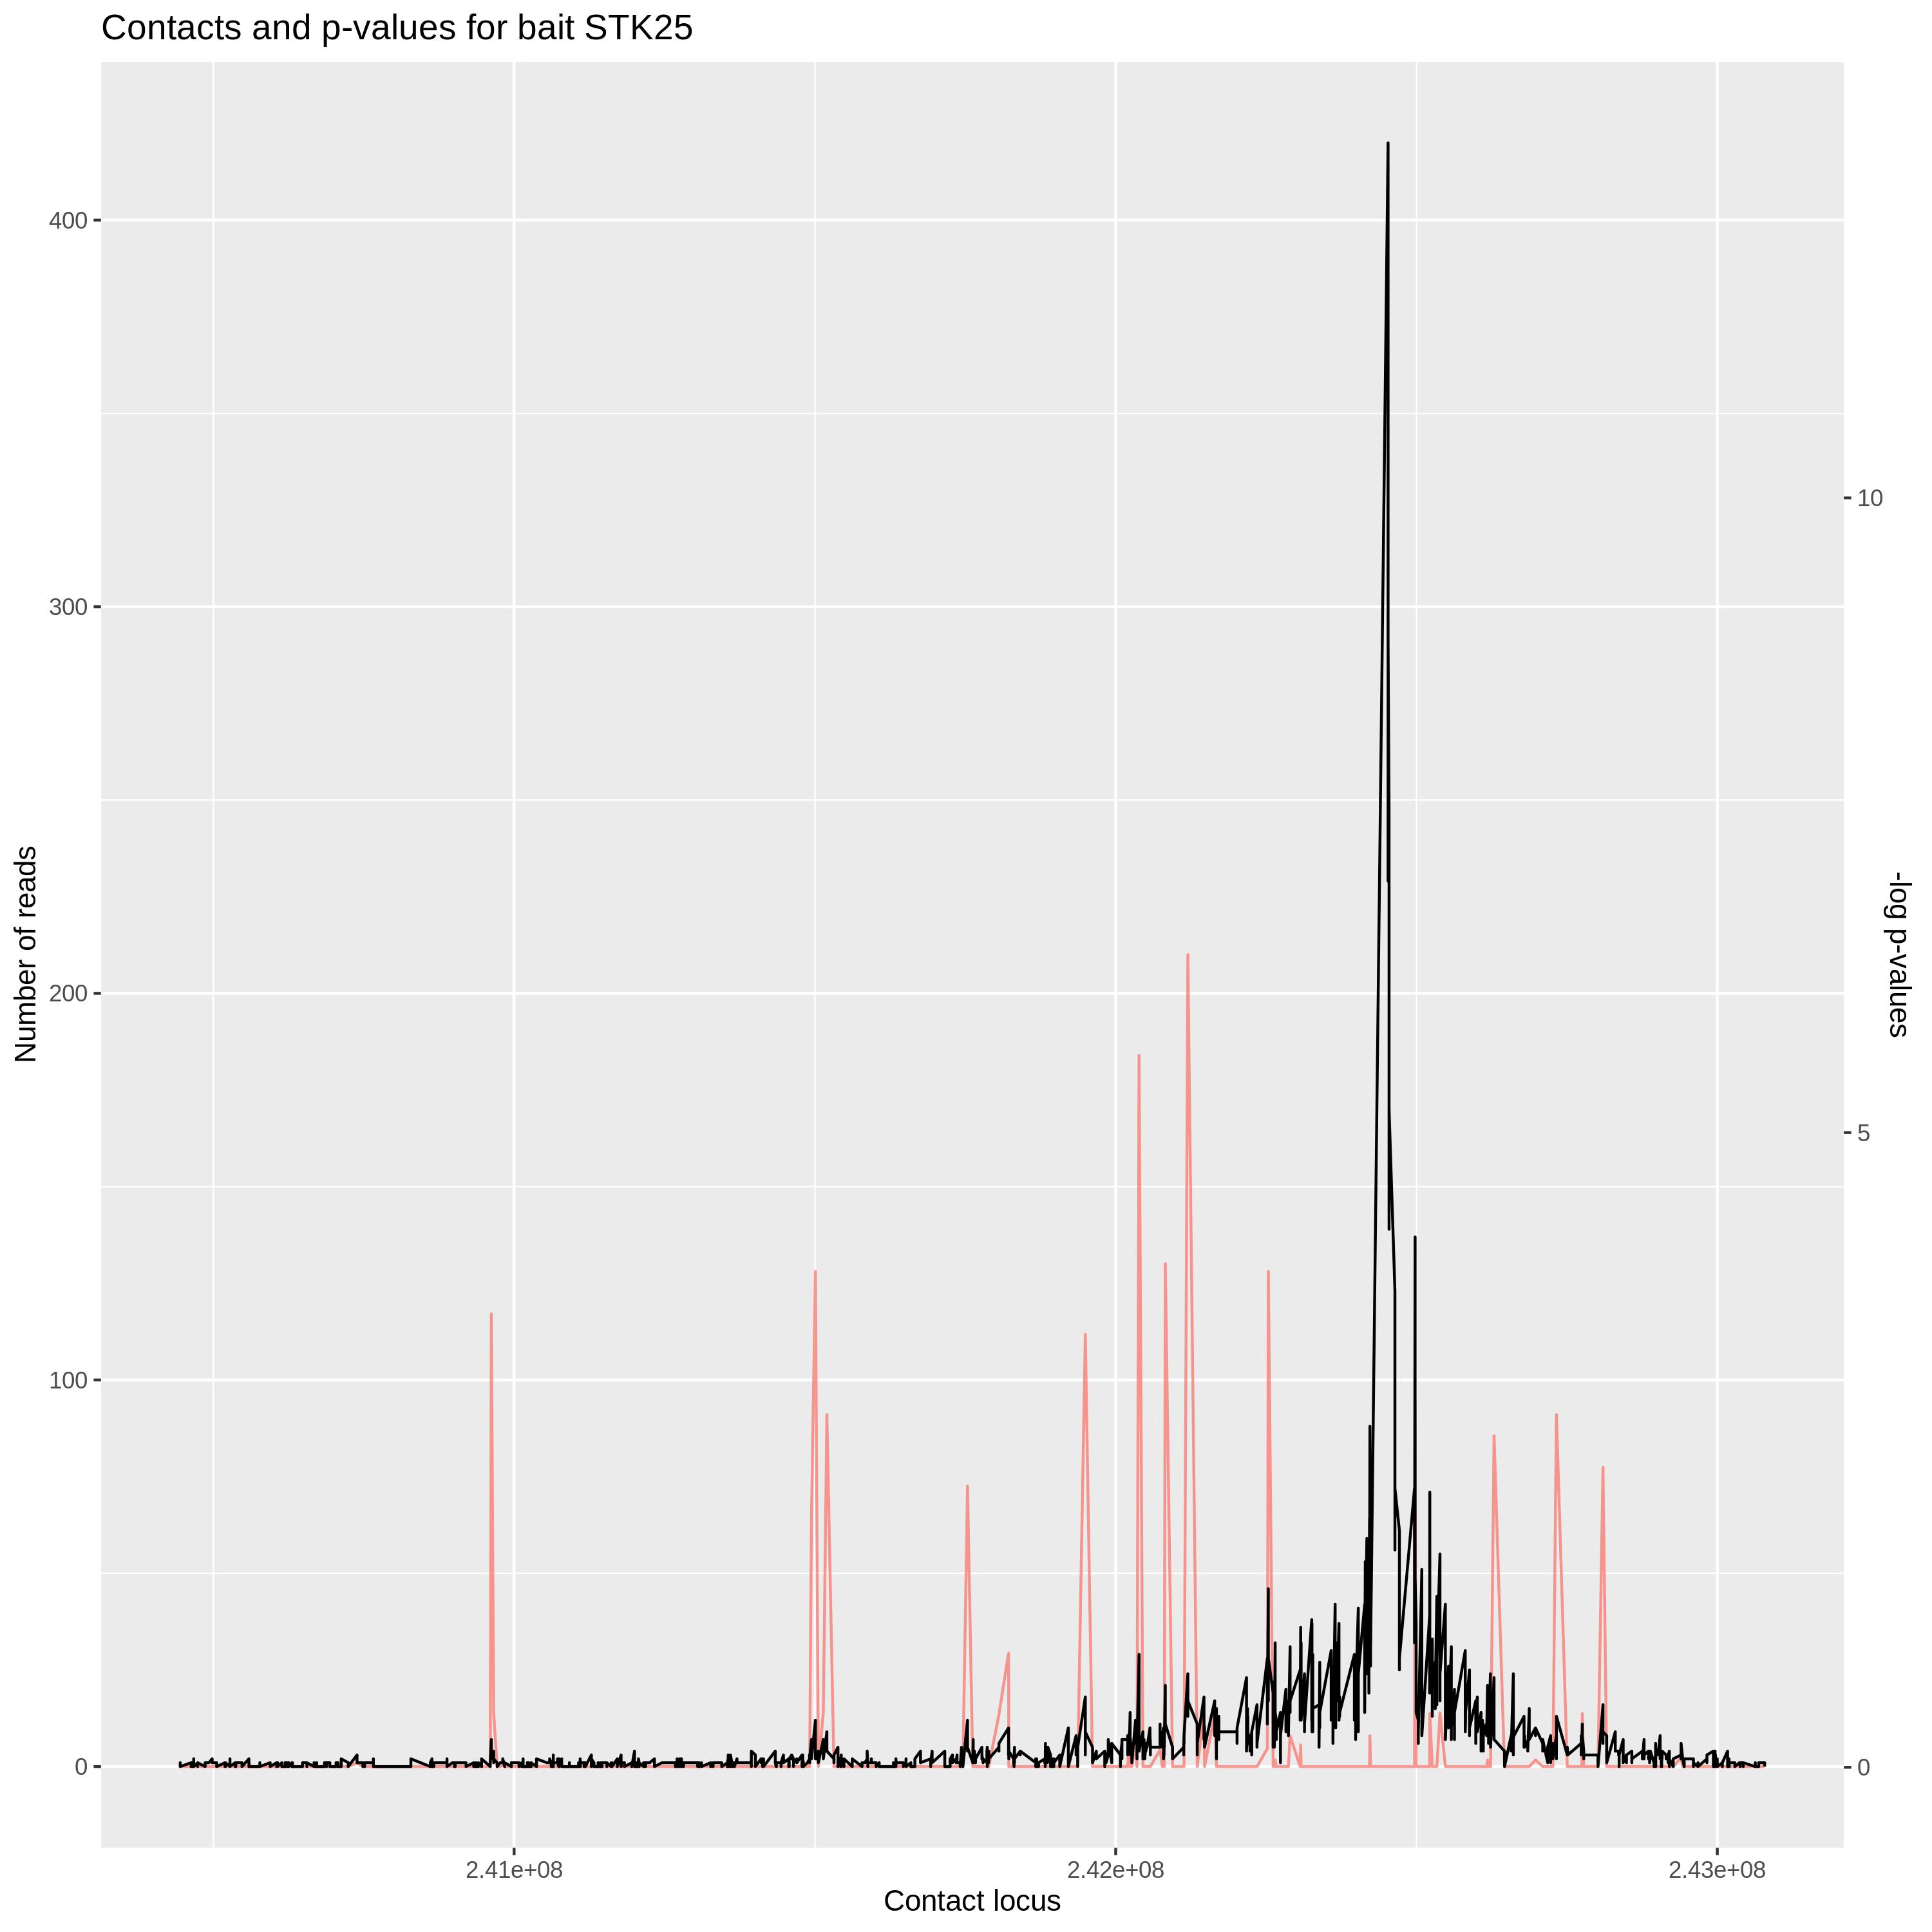 Contacts and p-values for bait STK25
400
300
200
100
0
Number of reads
10
5
0
-log p-values
2.41e+08
2.42e+08
2.43e+08
Contact locus